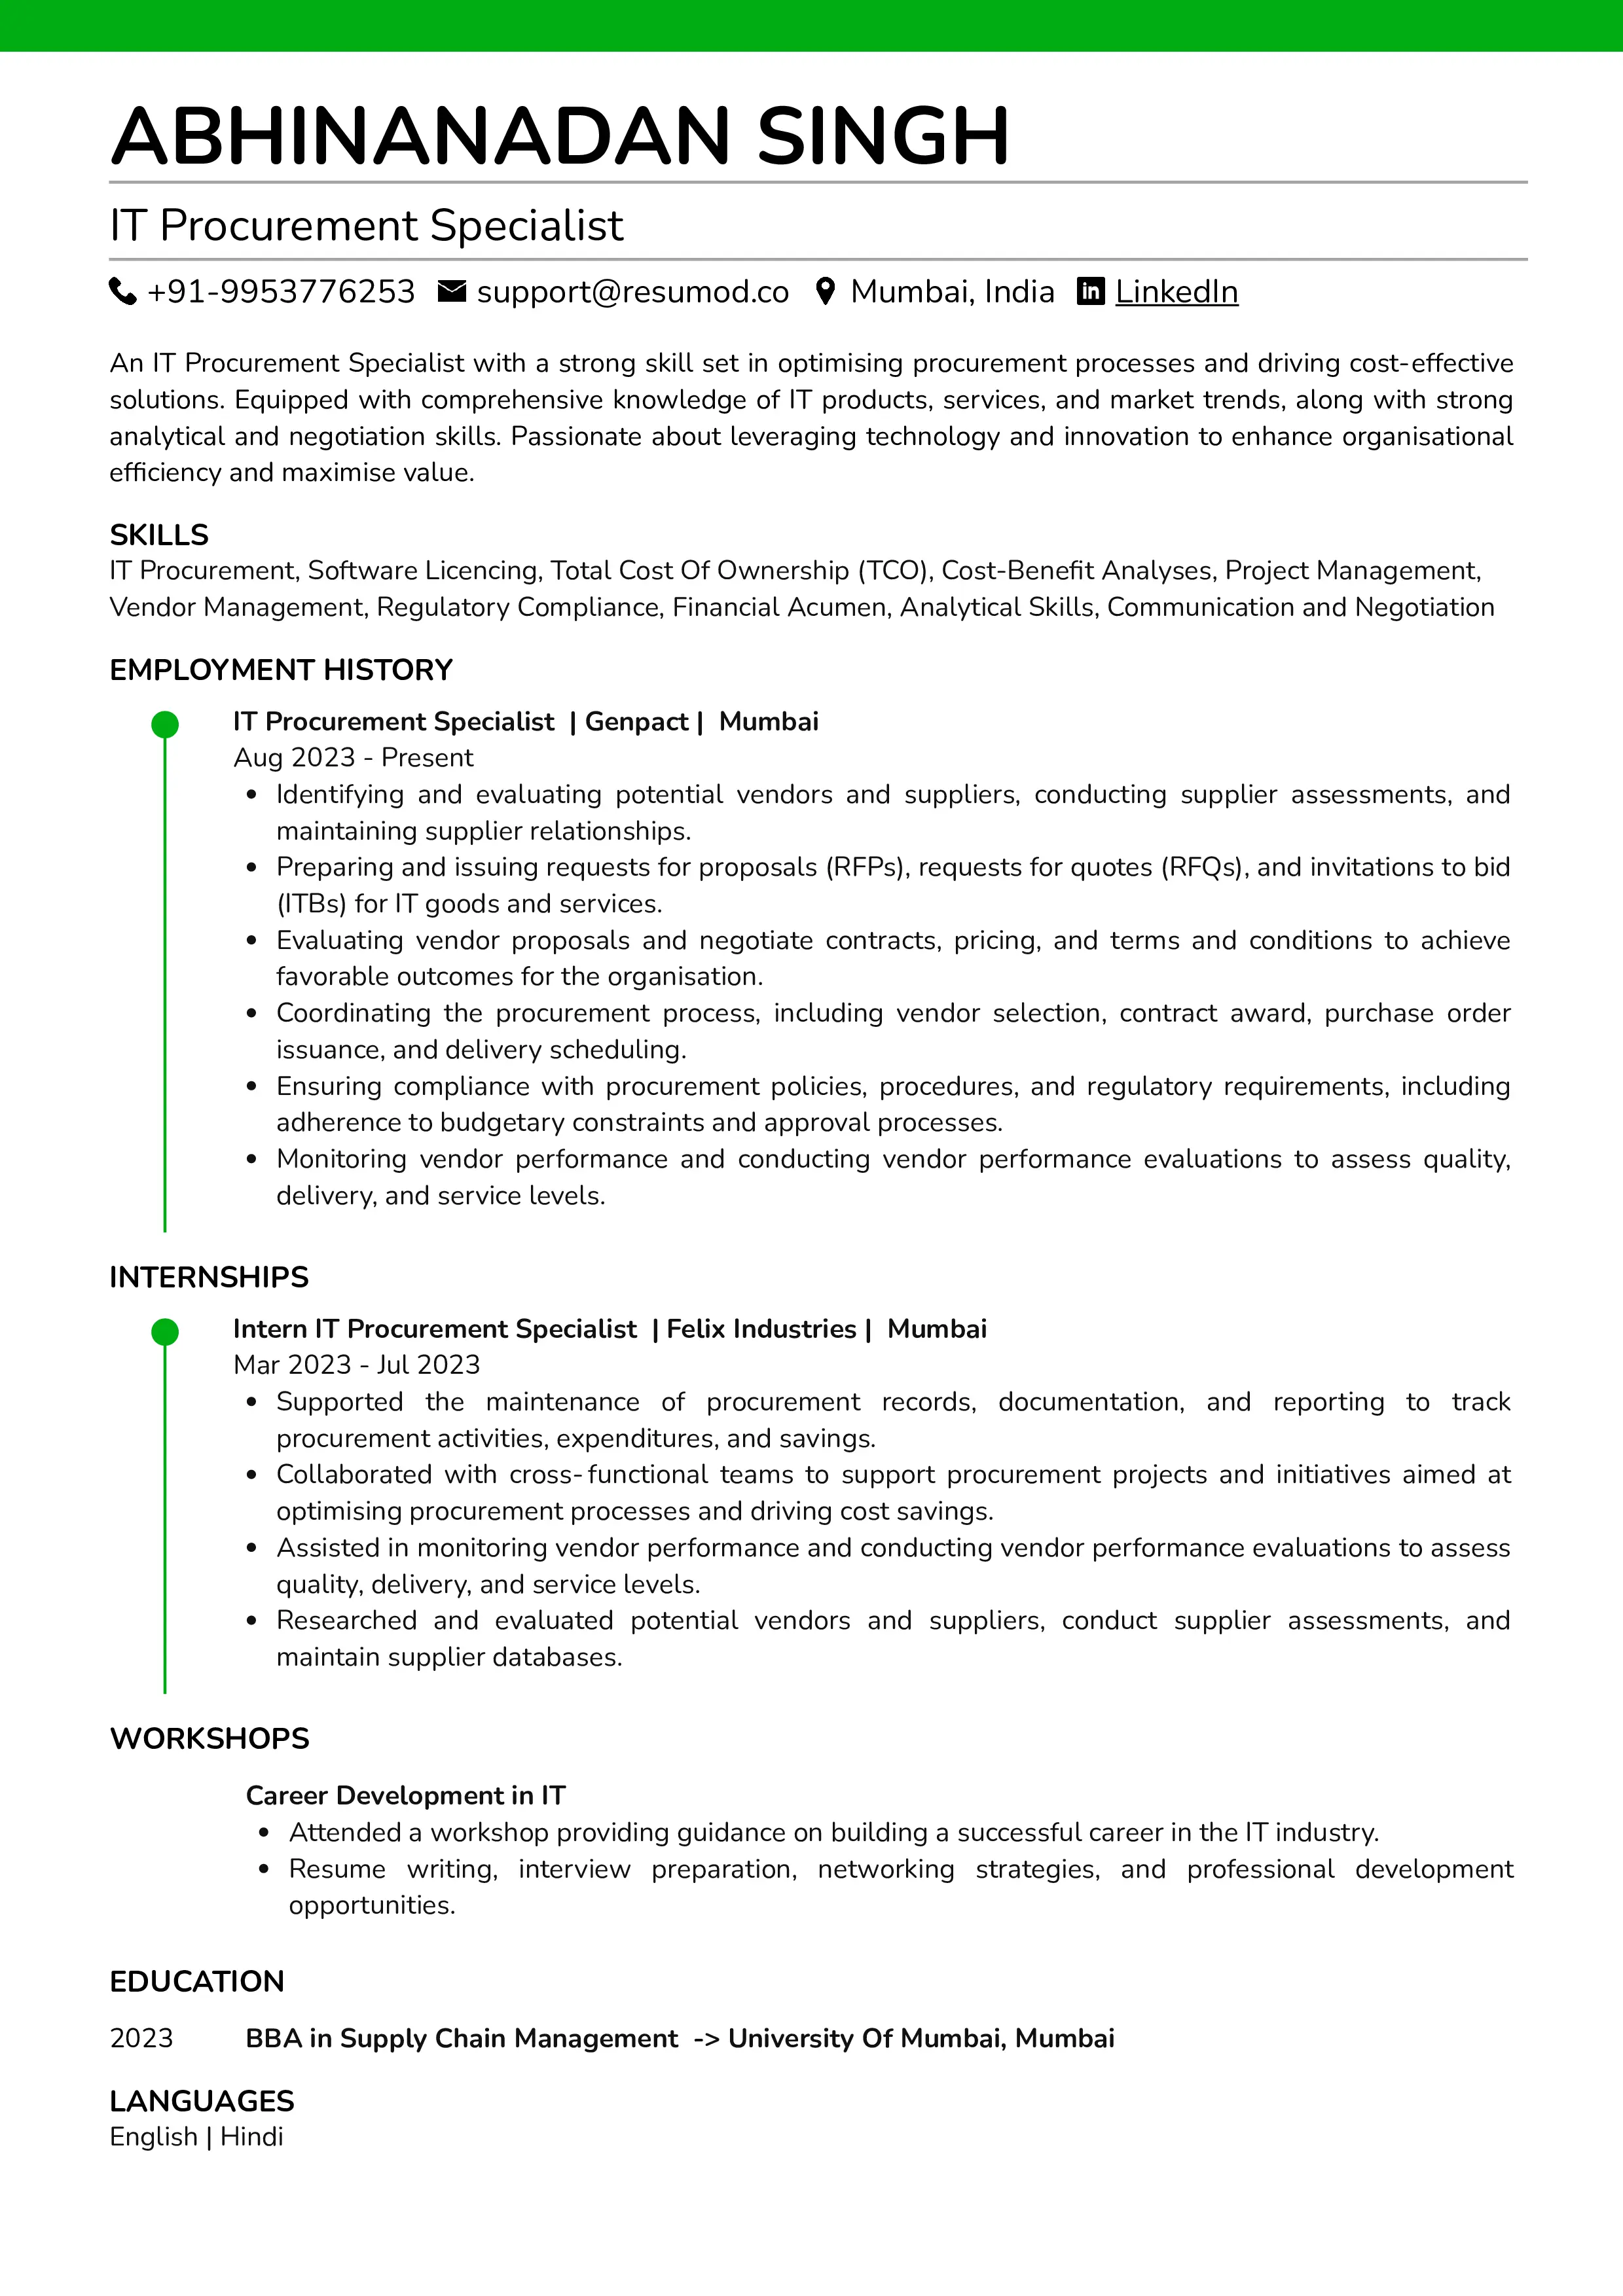 ABHINANADAN SINGH
IT Procurement Specialist
+91-9953776253 support@resumod.co Mumbai, India LinkedIn
An IT Procurement Specialist with a strong skill set in optimising procurement processes and driving cost-effective
solutions. Equipped with comprehensive knowledge of IT products, services, and market trends, along with strong
analytical and negotiation skills. Passionate about leveraging technology and innovation to enhance organisational
efficiency and maximise value.
SKILLS
IT Procurement, Software Licencing, Total Cost Of Ownership (TCO), Cost-Benefit Analyses, Project Management,
Vendor Management, Regulatory Compliance, Financial Acumen, Analytical Skills, Communication and Negotiation
EMPLOYMENT HISTORY
IT Procurement Specialist | Genpact | Mumbai
Aug 2023 - Present
• Identifying and evaluating potential vendors and suppliers, conducting supplier assessments, and
maintaining supplier relationships.
• Preparing and issuing requests for proposals (RFPs), requests for quotes (RFQs), and invitations to bid
(ITBs) for IT goods and services.
• Evaluating vendor proposals and negotiate contracts, pricing, and terms and conditions to achieve
favorable outcomes for the organisation.
• Coordinating the procurement process, including vendor selection, contract award, purchase order
issuance, and delivery scheduling.
• Ensuring compliance with procurement policies, procedures, and regulatory requirements, including
adherence to budgetary constraints and approval processes.
• Monitoring vendor performance and conducting vendor performance evaluations to assess quality,
delivery, and service levels.
INTERNSHIPS
Intern IT Procurement Specialist | Felix Industries | Mumbai
Mar 2023 - Jul 2023
• Supported the maintenance of procurement records, documentation, and reporting to track
procurement activities, expenditures, and savings.
• Collaborated with cross-functional teams to support procurement projects and initiatives aimed at
optimising procurement processes and driving cost savings.
• Assisted in monitoring vendor performance and conducting vendor performance evaluations to assess
quality, delivery, and service levels.
• Researched and evaluated potential vendors and suppliers, conduct supplier assessments, and
maintain supplier databases.
WORKSHOPS
Career Development in IT
• Attended a workshop providing guidance on building a successful career in the IT industry.
• Resume writing, interview preparation, networking strategies, and professional development
opportunities.
EDUCATION
2023 BBA in Supply Chain Management -> University Of Mumbai, Mumbai
LANGUAGES
English | Hindi